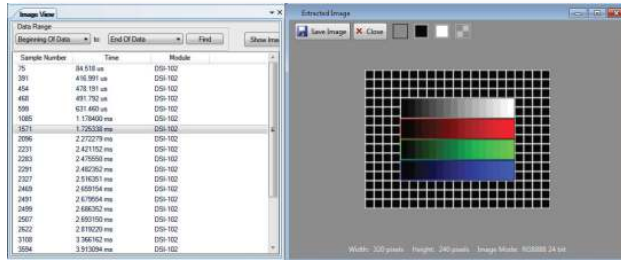 Image View
Data Range
Beginning Of Data to: End Of Data Find Show Ima
Sample Number Time Module
75 84.518 us DSI-102
391 416.991 us DSI-102
454 478.191 us DSI-102
468 491.792 us DSI-102
598 631.460 us DSI-102
1085 1.178400 ms DSI-102
1571 1.725338 ms DSI-102
2096 2.272279 ms DSI-102
2231 2.421152 ms DSI-102
2283 2.475550 ms DSI-102
2291 2.482352 ms DSI-102
2327 2.516351 ms DSI-102
2469 2.659154 ms DSI-102
2491 2.679554 ms DSI-102
2499 2.686352 ms DSI-102
2507 2.693150 ms DSI-102
2622 2.819220 ms DSI-102
3108 3.366162 ms DSI-102
3594 3.913094 ms DSI-102
Extracted Image
Save Image Close
Width: 320 pixels Height: 240 pixels Image Mode: RGB888 24 bit